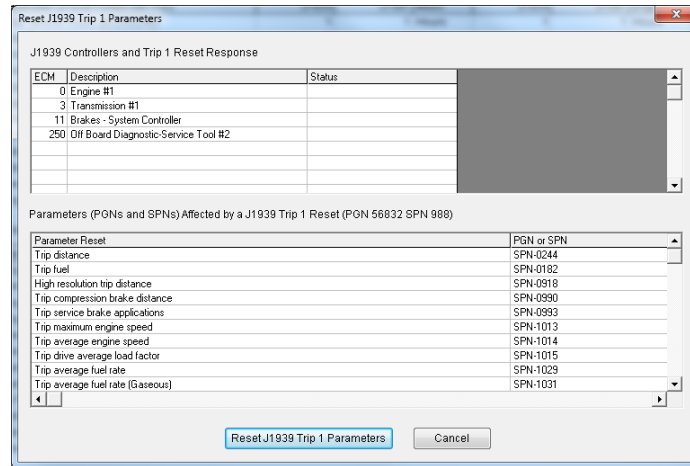 Reset J1939 Trip 1 Parameters
J1939 Controllers and Trip 1 Reset Response
ECM Description Status
0 Engine #1
3 Transmission #1
11 Brakes - System Controller
250 Off Board Diagnostic-Service Tool #2
Parameters (PGNs and SPNs) Affected by a J1939 Trip 1 Reset (PGN 56832 SPN 988)
Parameter Reset PGN or SPN
Trip distance SPN-0244
Trip fuel SPN-0182
High resolution trip distance SPN-0918
Trip compression brake distance SPN-0990
Trip service brake applications SPN-0993
Trip maximum engine speed SPN-1013
Trip average engine speed SPN-1014
Trip drive average load factor SPN-1015
Trip average fuel rate SPN-1029
Trip average fuel rate (Gaseous) SPN-1031
Reset J1939 Trip 1 Parameters Cancel